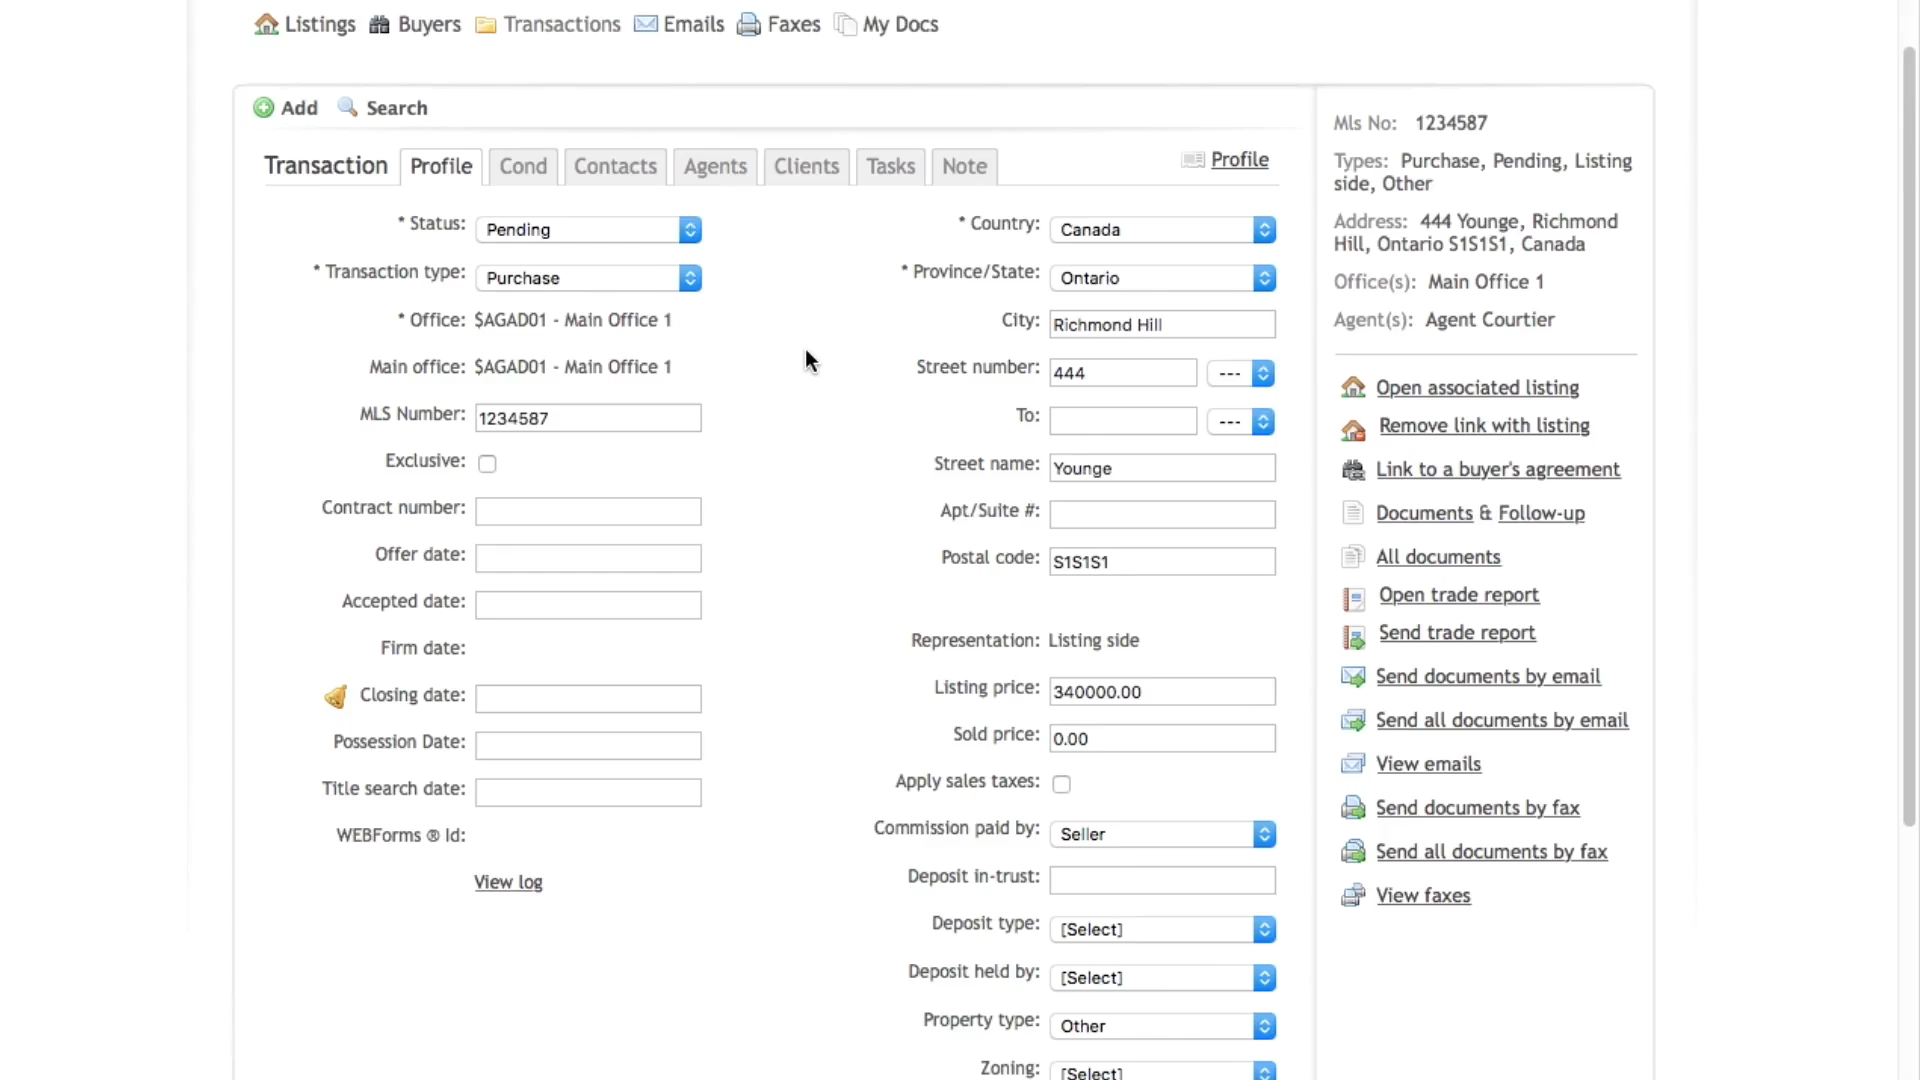 Listings Buyers Transactions Emails Faxes My Docs
Add Search
Transaction Profile Cond Contacts Agents Clients Tasks Note Profile
* Status: Pending
* Transaction type: Purchase
* Office: $AGAD01 - Main Office 1
Main office: $AGAD01 - Main Office 1
MLS Number: 1234587
Exclusive:
Contract number:
Offer date:
Accepted date:
Firm date:
Closing date:
Possession Date:
Title search date:
WEBForms ® Id:
View log
* Country: Canada
* Province/State: Ontario
City: Richmond Hill
Street number: 444 ---
To: ---
Street name: Younge
Apt/Suite #:
Postal code: S1S1S1
Representation: Listing side
Listing price: 340000.00
Sold price: 0.00
Apply sales taxes:
Commission paid by: Seller
Deposit in-trust:
Deposit type: [Select]
Deposit held by: [Select]
Property type: Other
Zoning: [Select]
Mls No: 1234587
Types: Purchase, Pending, Listing
side, Other
Address: 444 Younge, Richmond
Hill, Ontario S1S1S1, Canada
Office(s): Main Office 1
Agent(s): Agent Courtier
Open associated listing
Remove link with listing
Link to a buyer's agreement
Documents & Follow-up
All documents
Open trade report
Send trade report
Send documents by email
Send all documents by email
View emails
Send documents by fax
Send all documents by fax
View faxes